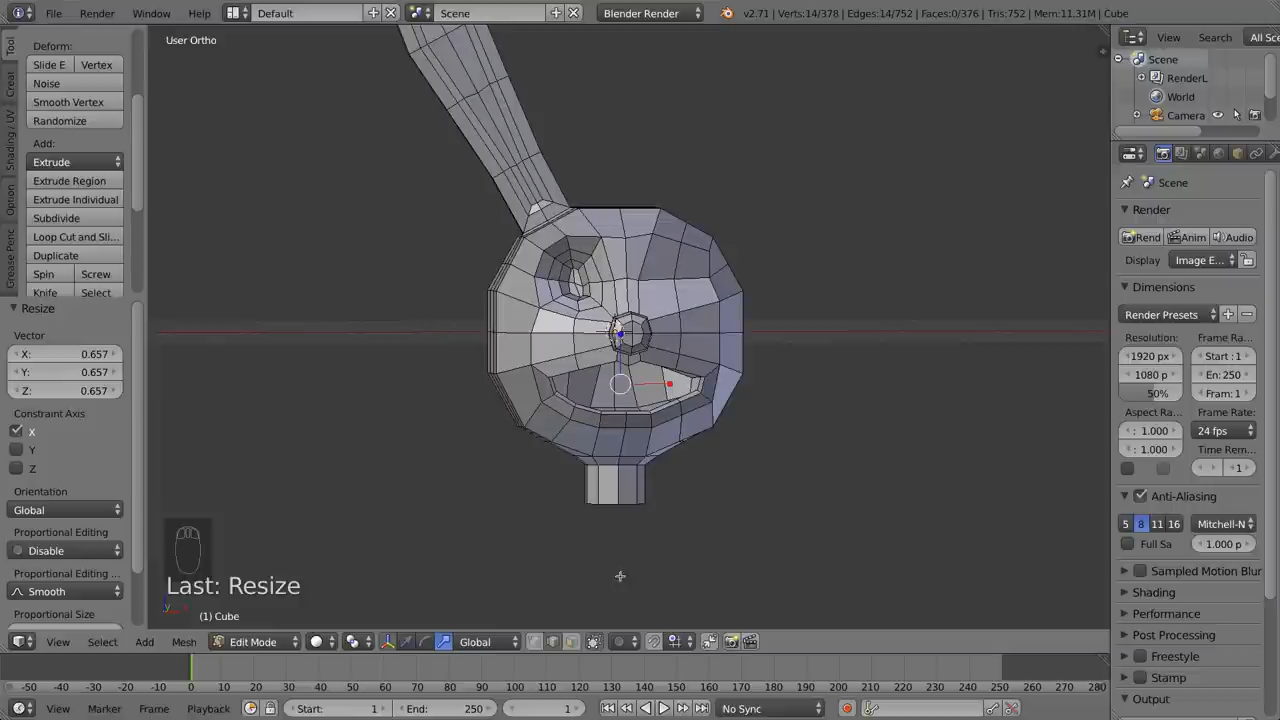 File Render Window Help Default Scene Blender Render v2.71 | Verts:14/378 | Edges:14/752 | Faces:0/376 | Tris:752 | Mem:11.31M | Cube
Tool
Creat
Shading / UV
Option
Grease Penc
Deform:
Slide E Vertex
Noise
Smooth Vertex
Randomize
Add:
Extrude
Extrude Region
Extrude Individual
Subdivide
Loop Cut and Sli...
Duplicate
Spin Screw
Knife Select
Resize
Vector
X: 0.657
Y: 0.657
Z: 0.657
Constraint Axis
X
Y
Z
Orientation
Global
Proportional Editing
Disable
Proportional Editing ...
Smooth
Proportional Size
User Ortho
Last: Resize
(1) Cube
View Search All Sce
Scene
RenderL
World
Camera
Scene
Render
Rend Anim Audio
Display Image E...
Dimensions
Render Presets
Resolution: Frame Ra...
1920 px Start : 1
1080 p En: 250
50% Fram: 1
Aspect Ra... Frame Rate:
: 1.000 24 fps
: 1.000 Time Rem...
1
Anti-Aliasing
5 8 11 16 Mitchell-N
Full Sa 1.000 p
Sampled Motion Blur
Shading
Performance
Post Processing
Freestyle
Stamp
Output
View Select Add Mesh Edit Mode Global
-50 -40 -30 -20 -10 0 10 20 30 40 50 60 70 80 90 100 110 120 130 140 150 160 170 180 190 200 210 220 230 240 250 260 270 280
View Marker Frame Playback Start: 1 End: 250 1 No Sync